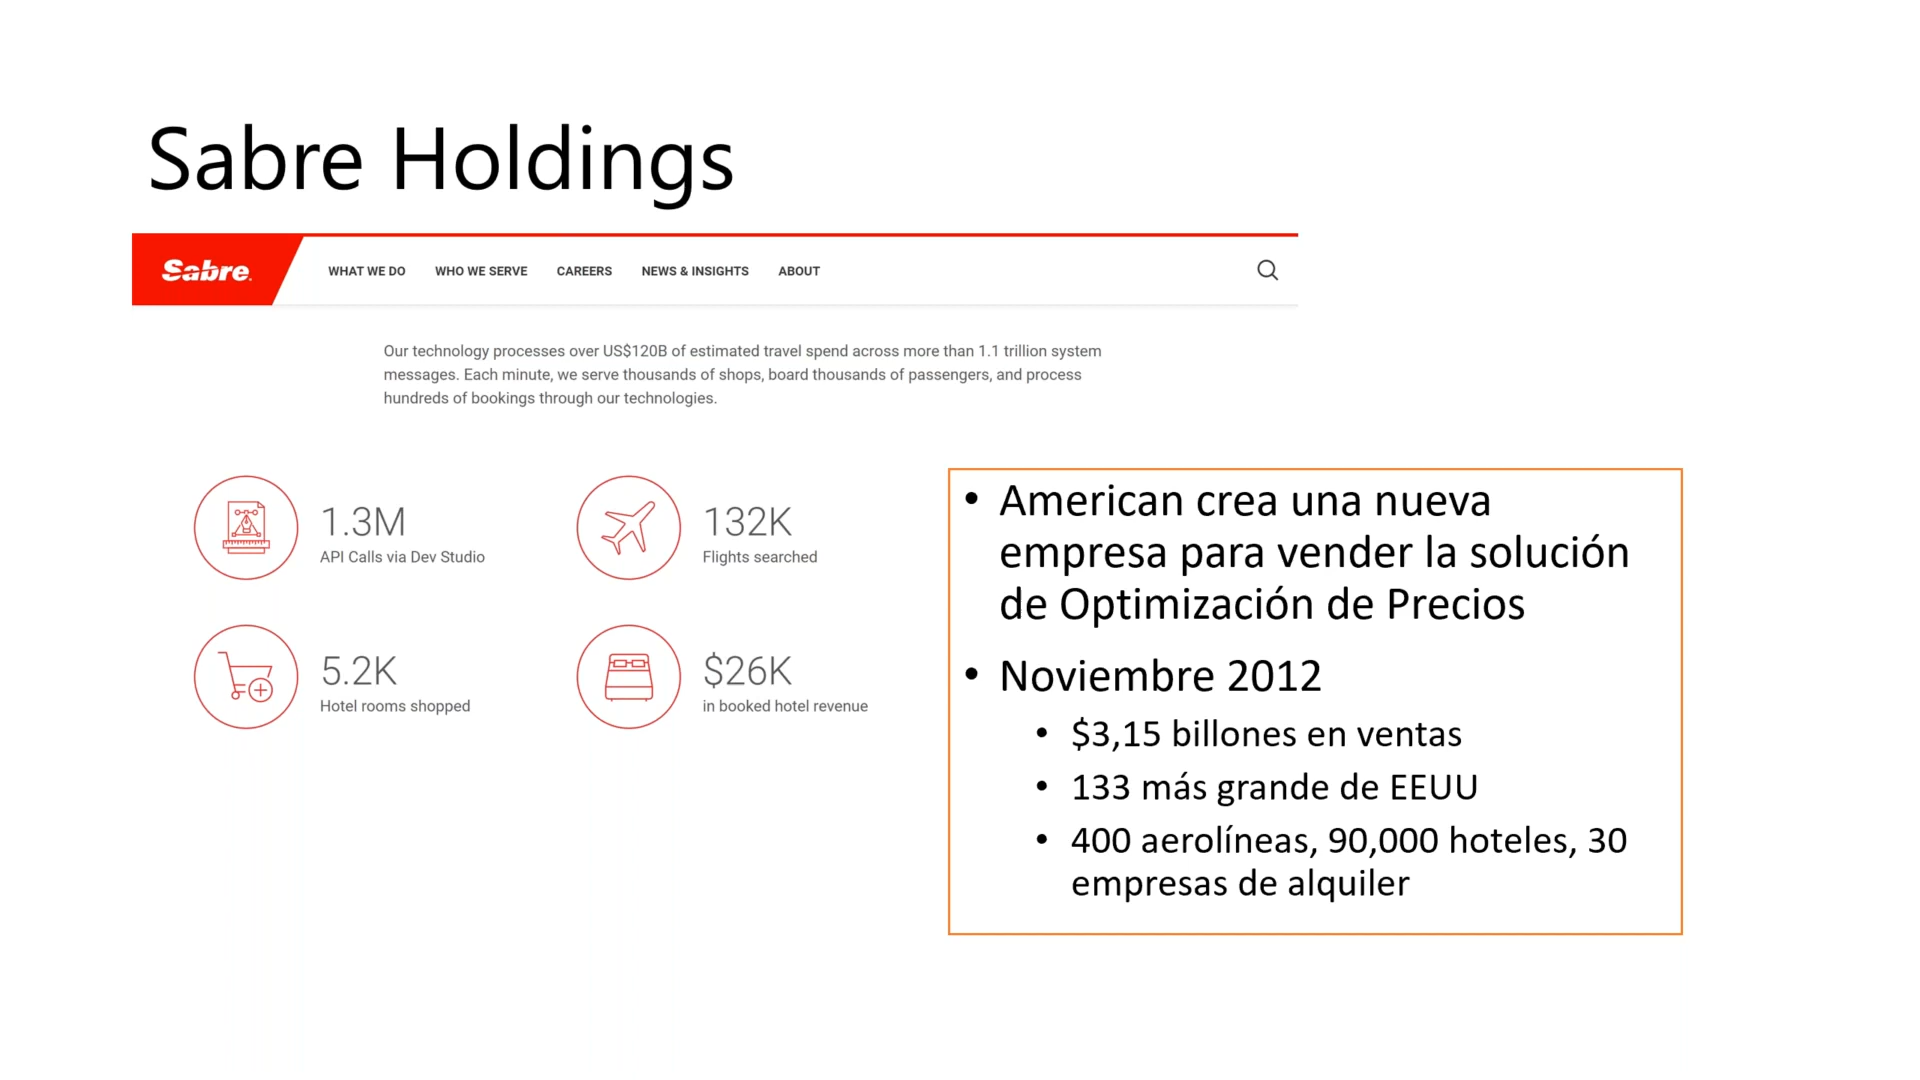 Sabre Holdings
Sabre.
WHAT WE DO WHO WE SERVE CAREERS NEWS & INSIGHTS ABOUT
Our technology processes over US$120B of estimated travel spend across more than 1.1 trillion system
messages. Each minute, we serve thousands of shops, board thousands of passengers, and process
hundreds of bookings through our technologies.
1.3M
API Calls via Dev Studio
132K
Flights searched
5.2K
Hotel rooms shopped
$26K
in booked hotel revenue
• American crea una nueva
empresa para vender la solución
de Optimización de Precios
• Noviembre 2012
• $3,15 billones en ventas
• 133 más grande de EEUU
• 400 aerolíneas, 90,000 hoteles, 30
empresas de alquiler